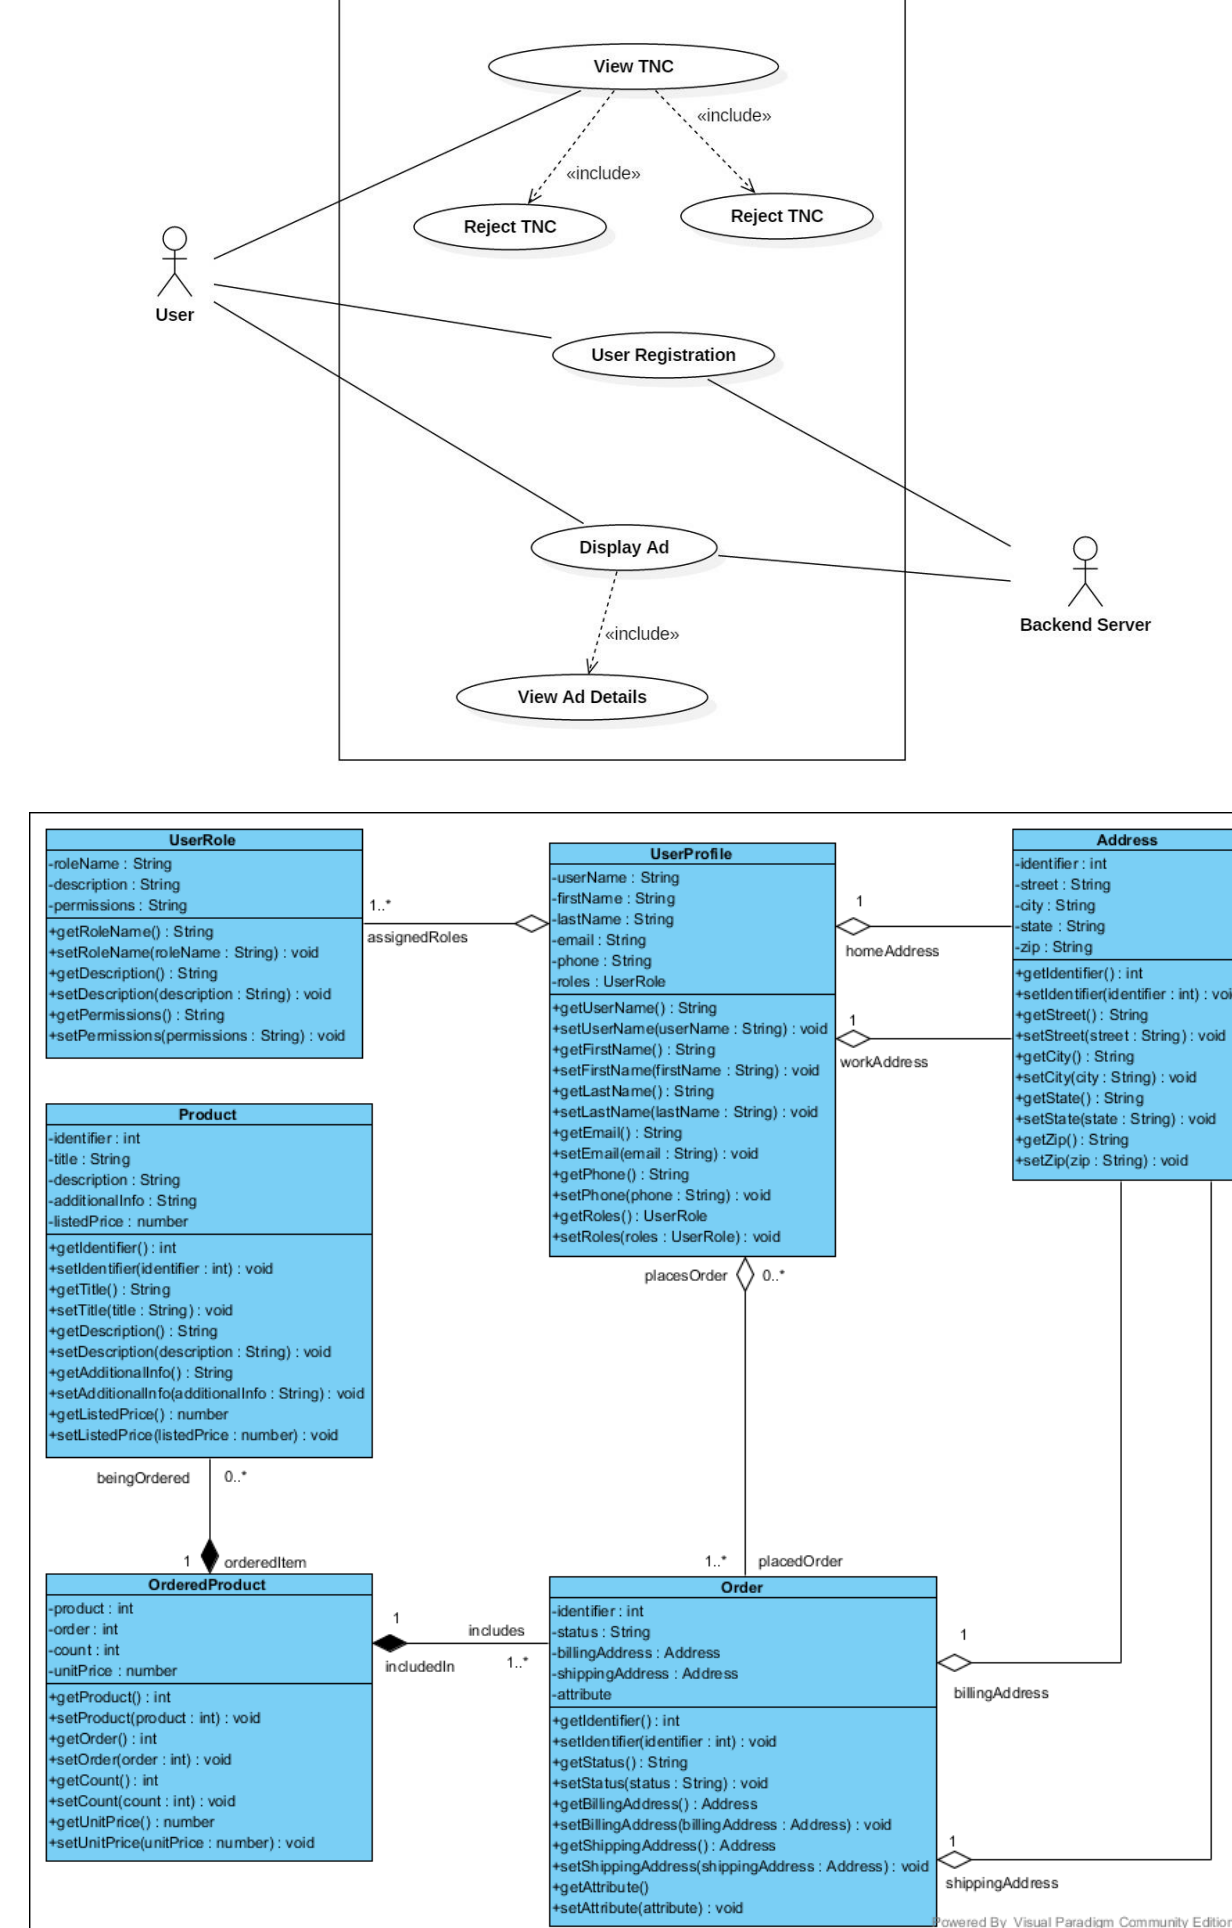 View TNC
«include»
«include»
Reject TNC
Reject TNC
User
User Registration
Display Ad
Backend Server
«include»
View Ad Details
UserRole
-roleName : String
-description : String
-permissions : String
+getRoleName() : String
+setRoleName(roleName : String) : void
+getDescription() : String
+setDescription(description : String) : void
+getPermissions() : String
+setPermissions(permissions : String) : void
1..*
assignedRoles
UserProfile
-userName : String
-firstName : String
-lastName : String
-email : String
-phone : String
-roles : UserRole
+getUserName() : String
+setUserName(userName : String) : void
+getFirstName() : String
+setFirstName(firstName : String) : void
+getLastName() : String
+setLastName(lastName : String) : void
+getEmail() : String
+setEmail(email : String) : void
+getPhone() : String
+setPhone(phone : String) : void
+getRoles() : UserRole
+setRoles(roles : UserRole) : void
1
homeAddress
1
workAddress
Address
-identifier : int
-street : String
-city : String
-state : String
-zip : String
+getIdentifier() : int
+setIdentifier(identifier : int) : voi
+getStreet() : String
+setStreet(street : String) : void
+getCity() : String
+setCity(city : String) : void
+getState() : String
+setState(state : String) : void
+getZip() : String
+setZip(zip : String) : void
Product
-identifier : int
-title : String
-description : String
-additionalInfo : String
-listedPrice : number
+getIdentifier() : int
+setIdentifier(identifier : int) : void
+getTitle() : String
+setTitle(title : String) : void
+getDescription() : String
+setDescription(description : String) : void
+getAdditionalInfo() : String
+setAdditionalInfo(additionalInfo : String) : void
+getListedPrice() : number
+setListedPrice(listedPrice : number) : void
placesOrder 0..*
beingOrdered 0..*
1 orderedItem
1..* placedOrder
OrderedProduct
-product : int
-order : int
-count : int
-unitPrice : number
+getProduct() : int
+setProduct(product : int) : void
+getOrder() : int
+setOrder(order : int) : void
+getCount() : int
+setCount(count : int) : void
+getUnitPrice() : number
+setUnitPrice(unitPrice : number) : void
1
includes
includedIn
1..*
Order
-identifier : int
-status : String
-billingAddress : Address
-shippingAddress : Address
-attribute
+getIdentifier() : int
+setIdentifier(identifier : int) : void
+getStatus() : String
+setStatus(status : String) : void
+getBillingAddress() : Address
+setBillingAddress(billingAddress : Address) : void
+getShippingAddress() : Address
+setShippingAddress(shippingAddress : Address) : void
+getAttribute()
+setAttribute(attribute) : void
1
billingAddress
1
shippingAddress
Powered By Visual Paradigm Community Edition